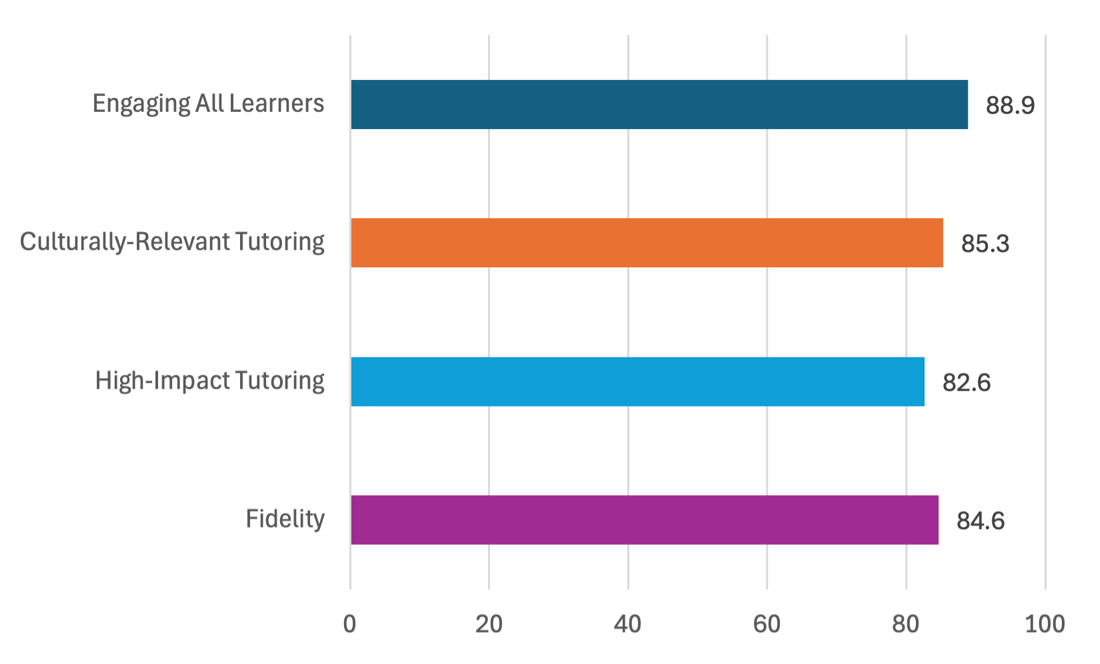 Engaging All Learners 88.9
Culturally-Relevant Tutoring 85.3
High-Impact Tutoring 82.6
Fidelity 84.6
0 20 40 60 80 100